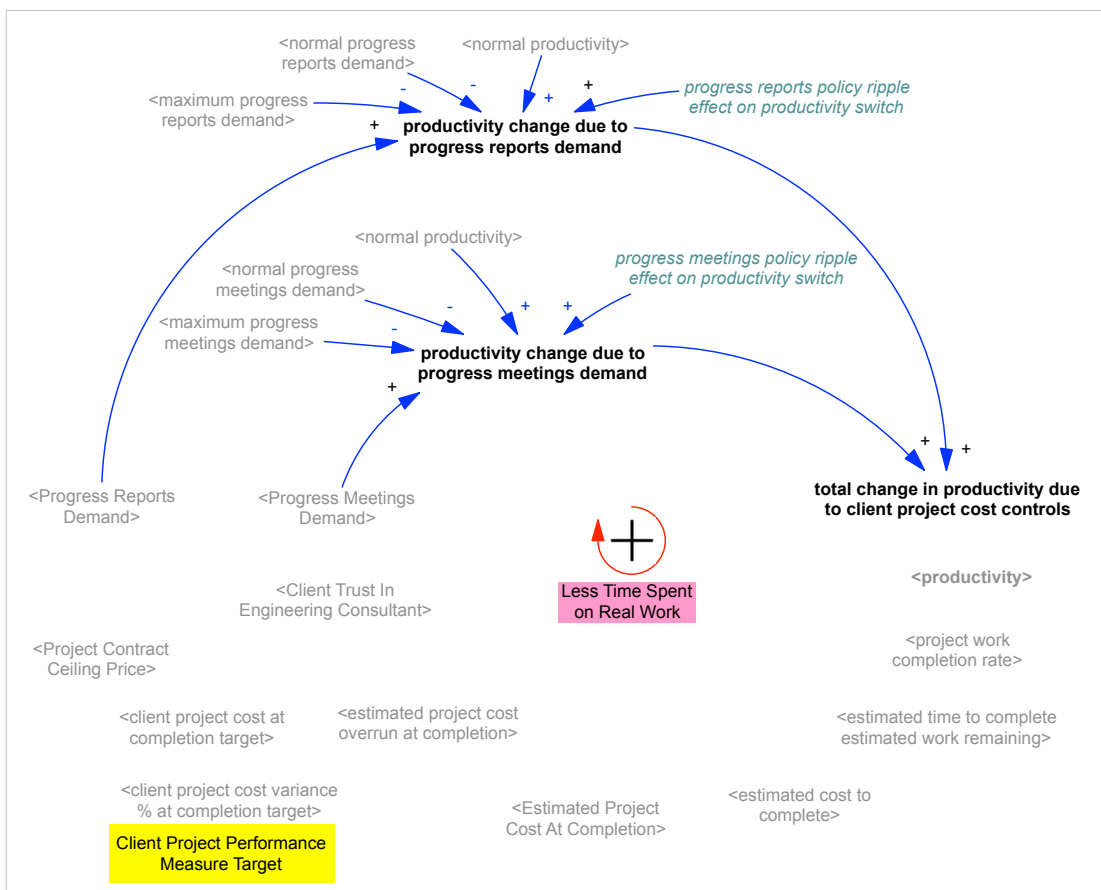 <normal progress
reports demand>
<normal productivity>
<maximum progress
reports demand>
progress reports policy ripple
effect on productivity switch
-
-
+
+
+
productivity change due to
progress reports demand
<normal productivity>
<normal progress
meetings demand>
progress meetings policy ripple
effect on productivity switch
<maximum progress
meetings demand>
-
-
+
+
productivity change due to
progress meetings demand
+
+
+
<Progress Reports
Demand>
<Progress Meetings
Demand>
total change in productivity due
to client project cost controls
+
Less Time Spent
on Real Work
<Client Trust In
Engineering Consultant>
<productivity>
<Project Contract
Ceiling Price>
<project work
completion rate>
<client project cost at
completion target>
<estimated project cost
overrun at completion>
<estimated time to complete
estimated work remaining>
<client project cost variance
% at completion target>
<Estimated Project
Cost At Completion>
<estimated cost to
complete>
Client Project Performance
Measure Target